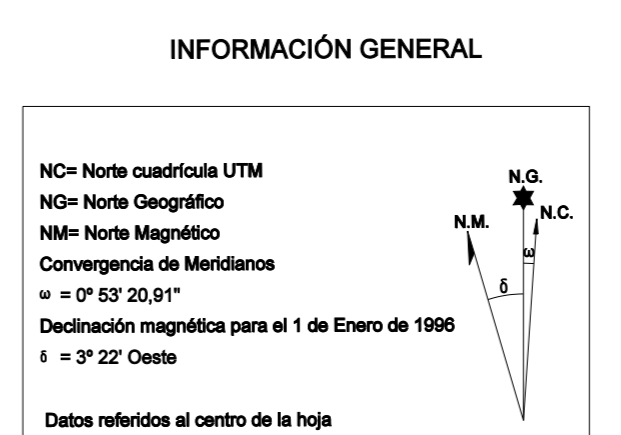 INFORMACIÓN GENERAL
NC= Norte cuadrícula UTM
NG= Norte Geográfico
NM= Norte Magnético
Convergencia de Meridianos
ω = 0º 53' 20,91"
Declinación magnética para el 1 de Enero de 1996
δ = 3º 22' Oeste
Datos referidos al centro de la hoja
N.G.
N.M.
N.C.
ω
δ